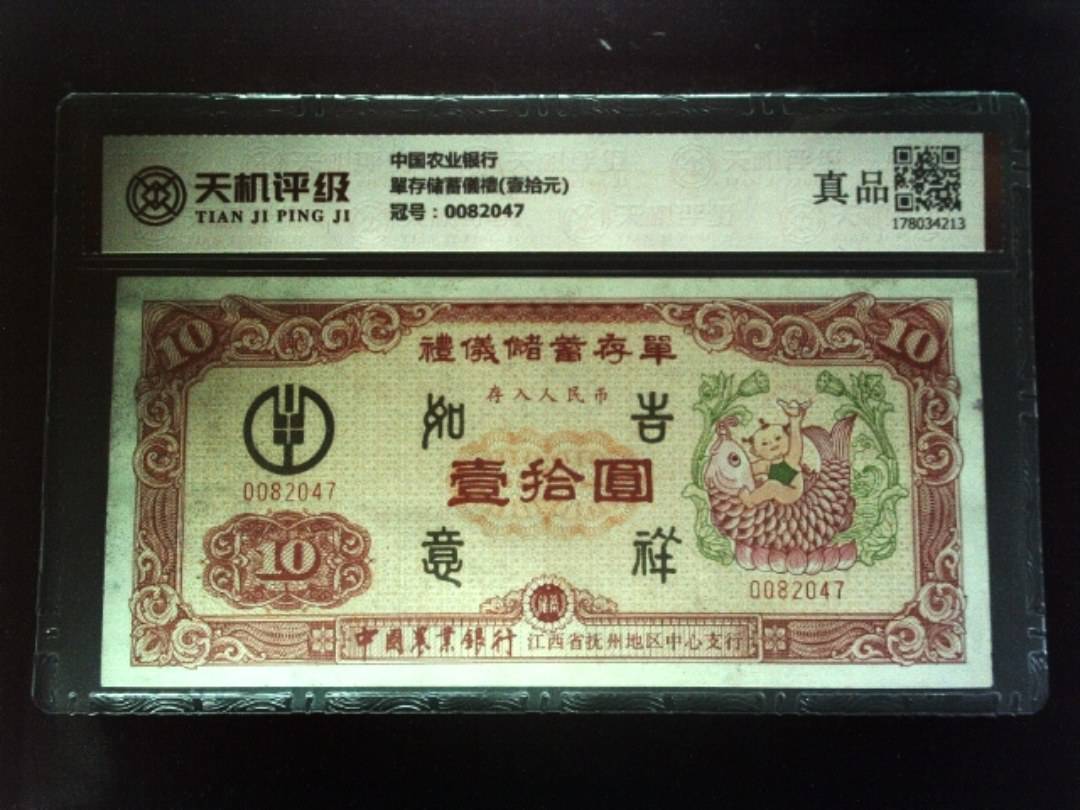 天机评级
TIAN JI PING JI
中国农业银行
單存储蓄儀禮(壹拾元)
冠号：0082047
真品
178034213
10
10
禮儀儲蓄存單
存入人民币
如意
吉祥
壹拾圓
0082047
10
0082047
中國農業銀行 江西省抚州地区中心支行